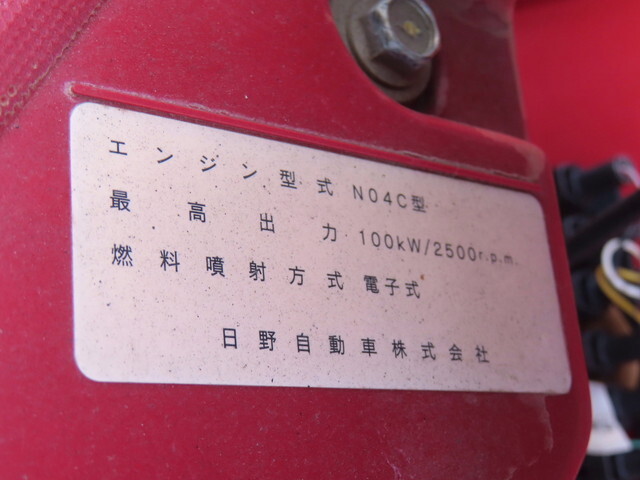 エンジン型式 N04C型
最高出力 100kW/2500r.p.m.
燃料噴射方式 電子式
日野自動車株式会社